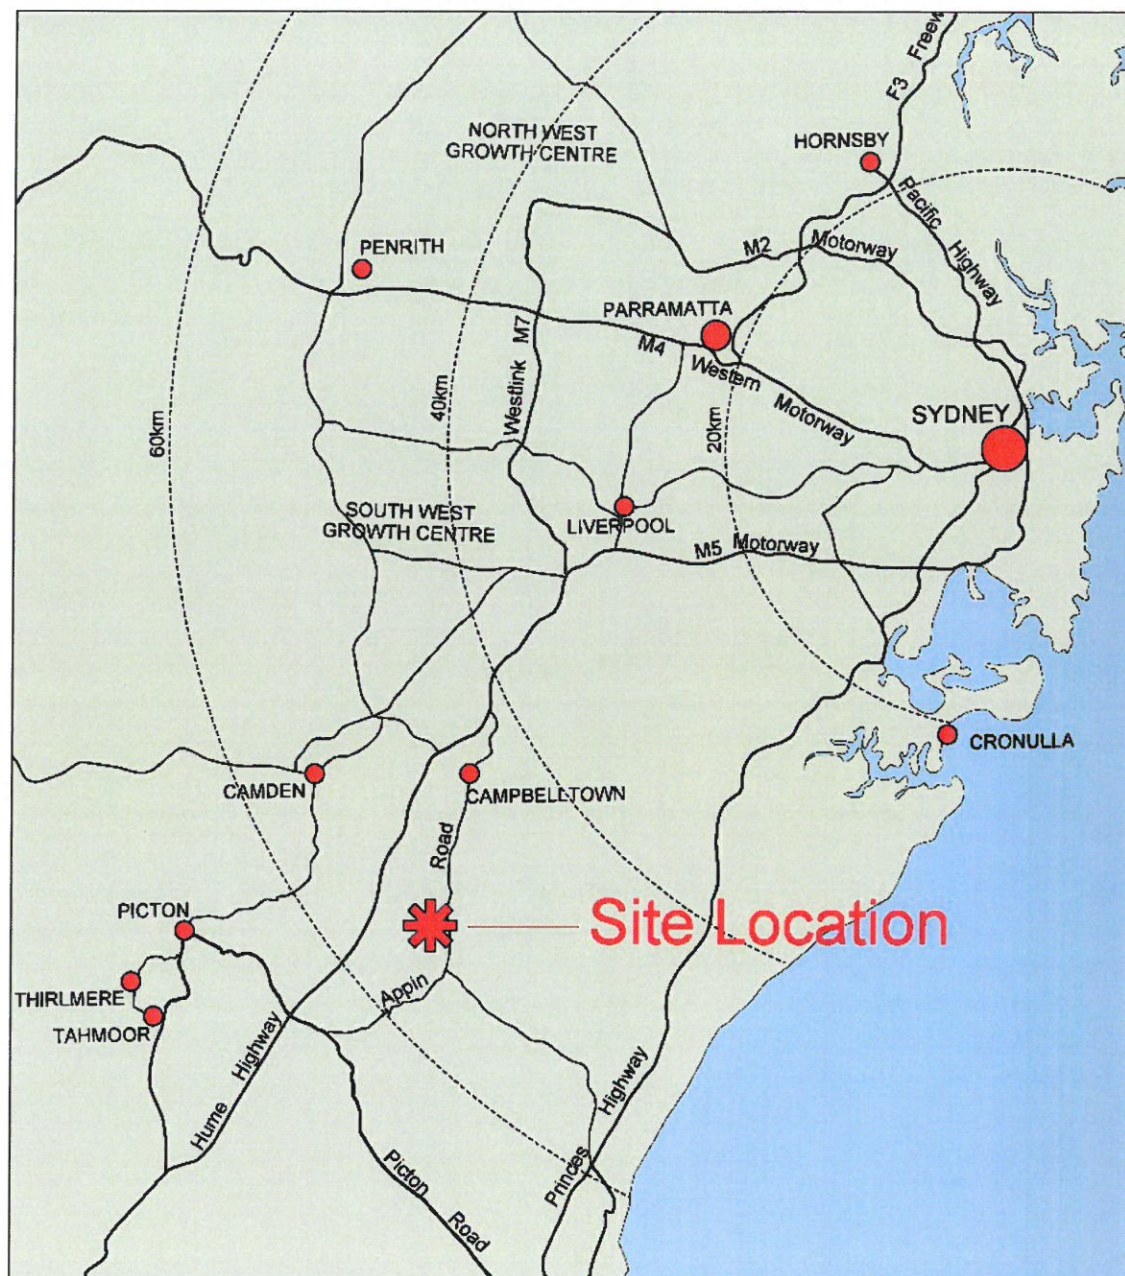 F3 Freew
NORTH WEST
GROWTH CENTRE
HORNSBY
Pacific Highway
PENRITH
M2 Motorway
PARRAMATTA
Westlink M7
M4 Western Motorway
60km
40km
20km
SYDNEY
SOUTH WEST
GROWTH CENTRE
LIVERPOOL
M5 Motorway
CRONULLA
CAMDEN
CAMPBELLTOWN
Road
PICTON
Site Location
THIRLMERE
TAHMOOR
Appin
Hume Highway
Princes Highway
Picton Road